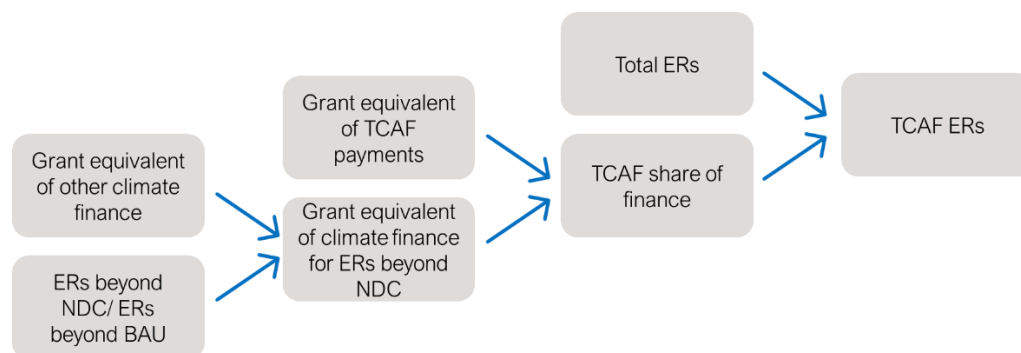 Grant equivalent
of other climate
finance
ERs beyond
NDC/ ERs
beyond BAU
Grant equivalent
of TCAF
payments
Grant equivalent
of climate finance
for ERs beyond
NDC
Total ERs
TCAF share of
finance
TCAF ERs